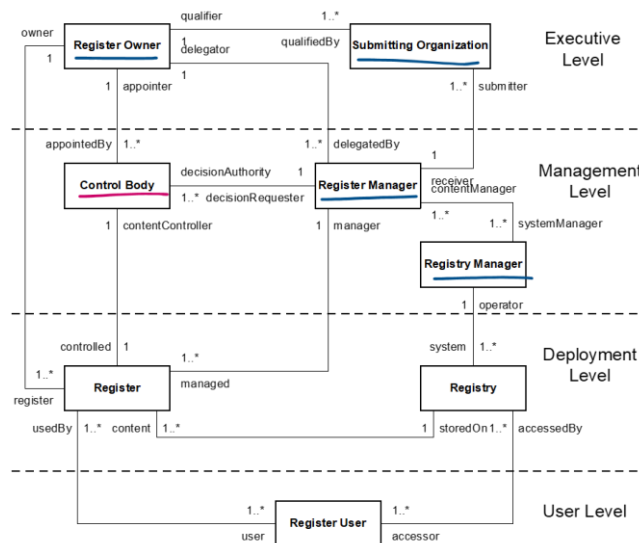 qualifier
1..*
owner
1
Register Owner
1
delegator
1
qualifiedBy
Submitting Organization
Executive
Level
1
appointer
1..*
submitter
appointedBy
1..*
1..*
delegatedBy
1
receiver
Management
Level
Control Body
decisionAuthority
1
1..*
decisionRequester
Register Manager
contentManager
1..*
1..*
systemManager
1
contentController
1
manager
Registry Manager
1
operator
controlled
1
1..*
managed
system
1..*
Deployment
Level
1..*
register
Register
Registry
usedBy
1..*
content
1..*
1
storedOn
1..*
accessedBy
1..*
user
Register User
1..*
accessor
User Level